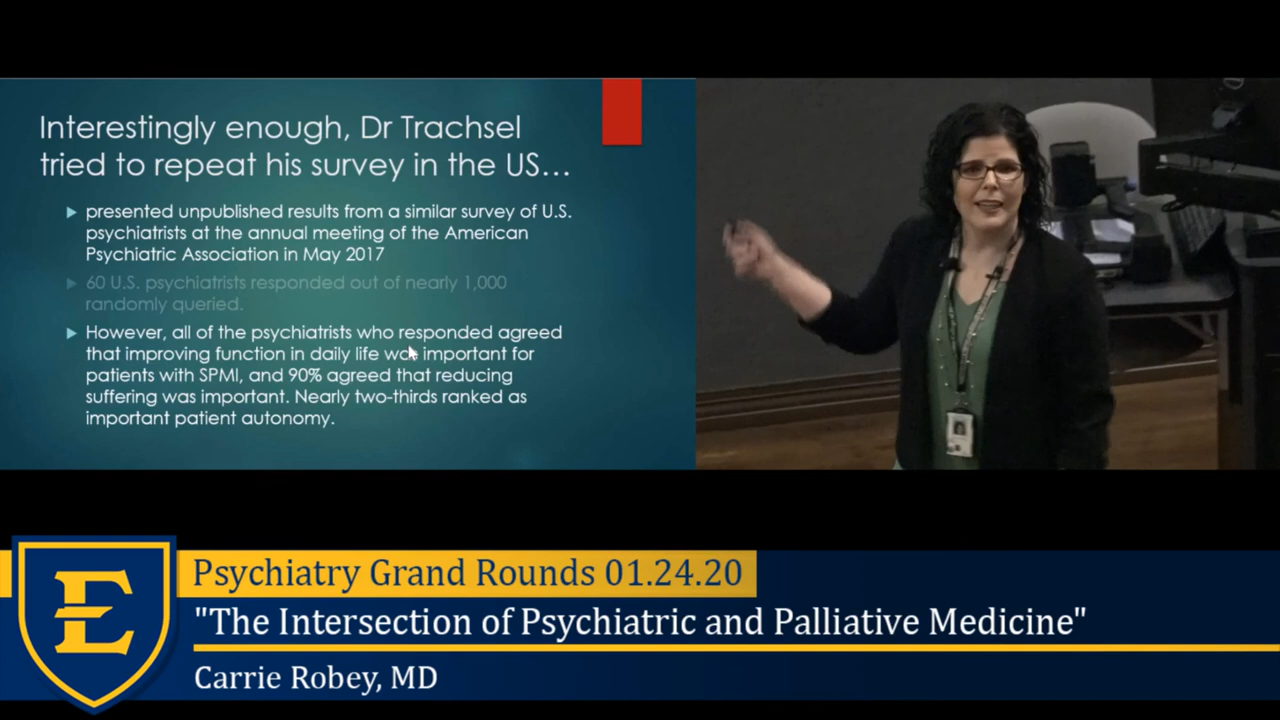 Interestingly enough, Dr Trachsel
tried to repeat his survey in the US...
presented unpublished results from a similar survey of U.S.
psychiatrists at the annual meeting of the American
Psychiatric Association in May 2017
60 U.S. psychiatrists responded out of nearly 1,000
randomly queried.
However, all of the psychiatrists who responded agreed
that improving function in daily life was important for
patients with SPMI, and 90% agreed that reducing
suffering was important. Nearly two-thirds ranked as
important patient autonomy.
E
Psychiatry Grand Rounds 01.24.20
"The Intersection of Psychiatric and Palliative Medicine"
Carrie Robey, MD